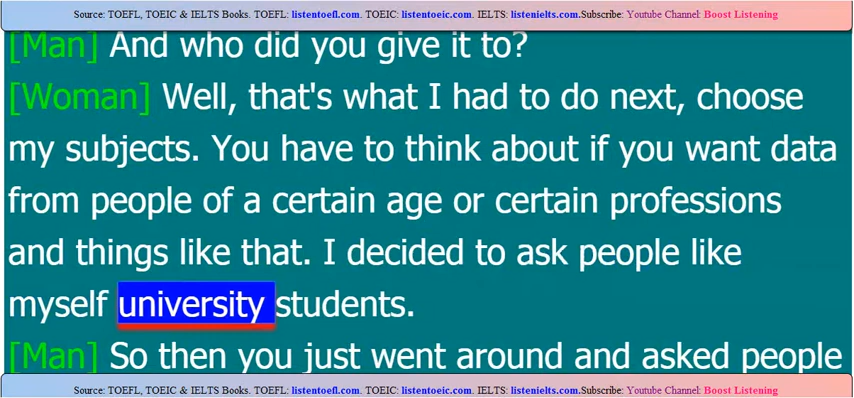 Source: TOEFL, TOEIC & IELTS Books. TOEFL: listentoefl.com. TOEIC: listentoeic.com. IELTS: listenielts.com.Subscribe: Youtube Channel: Boost Listening
[Man] And who did you give it to?
[Woman] Well, that's what I had to do next, choose
my subjects. You have to think about if you want data
from people of a certain age or certain professions
and things like that. I decided to ask people like
myself university students.
[Man] So then you just went around and asked people
Source: TOEFL, TOEIC & IELTS Books. TOEFL: listentoefl.com. TOEIC: listentoeic.com. IELTS: listenielts.com.Subscribe: Youtube Channel: Boost Listening